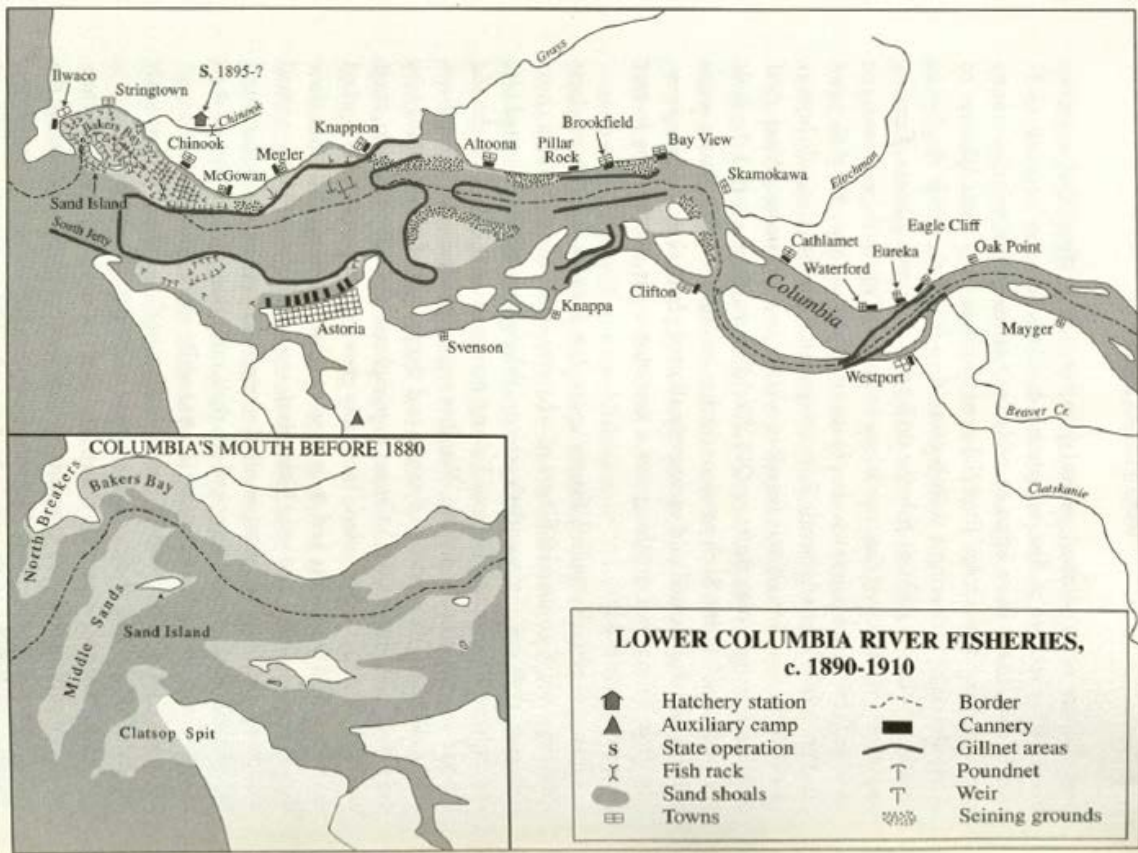 Ilwaco
Stringtown
S, 1895-?
Chinook
Bakers Bay
Chinook
Grass
Knappton
Megler
McGowan
Sand Island
South Jetty
Altoona
Pillar
Rock
Brookfield
Bay View
Skamokawa
Elochman
Cathlamet
Waterford
Eureka
Eagle Cliff
Oak Point
Columbia
Astoria
Svenson
Knappa
Clifton
Westport
Mayger
Beaver Cr.
Clatskanie
COLUMBIA'S MOUTH BEFORE 1880
North Breakers
Bakers Bay
Middle Sands
Sand Island
Clatsop Spit
LOWER COLUMBIA RIVER FISHERIES,
c. 1890-1910
Hatchery station
Auxiliary camp
S State operation
Fish rack
Sand shoals
Towns
Border
Cannery
Gillnet areas
Poundnet
Weir
Seining grounds